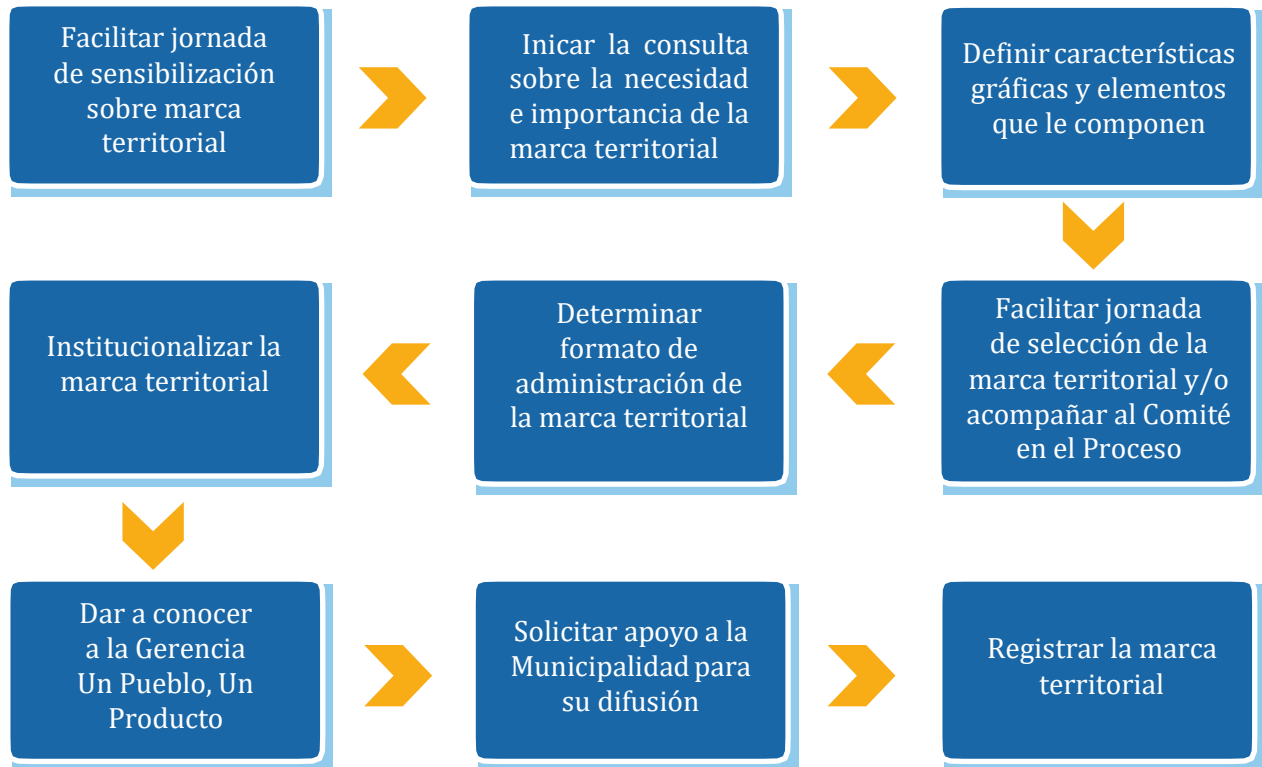 Facilitar jornada
de sensibilización
sobre marca
territorial
Inicar la consulta
sobre la necesidad
e importancia de la
marca territorial
Definir característícas
gráficas y elementos
que le componen
Facilitar jornada
de selección de la
marca territorial y/o
acompañar al Comité
en el Proceso
Determinar
formato de
administración de
la marca territorial
Institucionalizar la
marca territorial
Dar a conocer
a la Gerencia
Un Pueblo, Un
Producto
Solicitar apoyo a la
Municipalidad para
su difusión
Registrar la marca
territorial